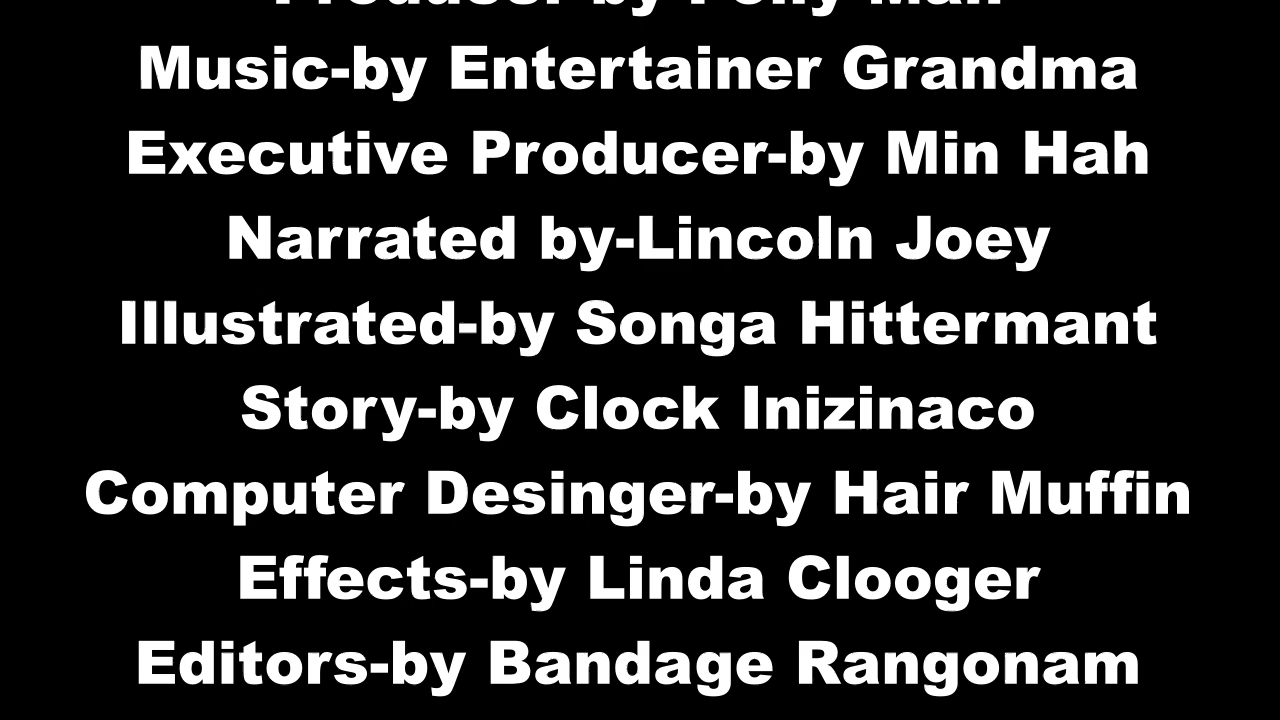 Music-by Entertainer Grandma
Executive Producer-by Min Hah
Narrated by-Lincoln Joey
Illustrated-by Songa Hittermant
Story-by Clock Inizinaco
Computer Desinger-by Hair Muffin
Effects-by Linda Clooger
Editors-by Bandage Rangonam